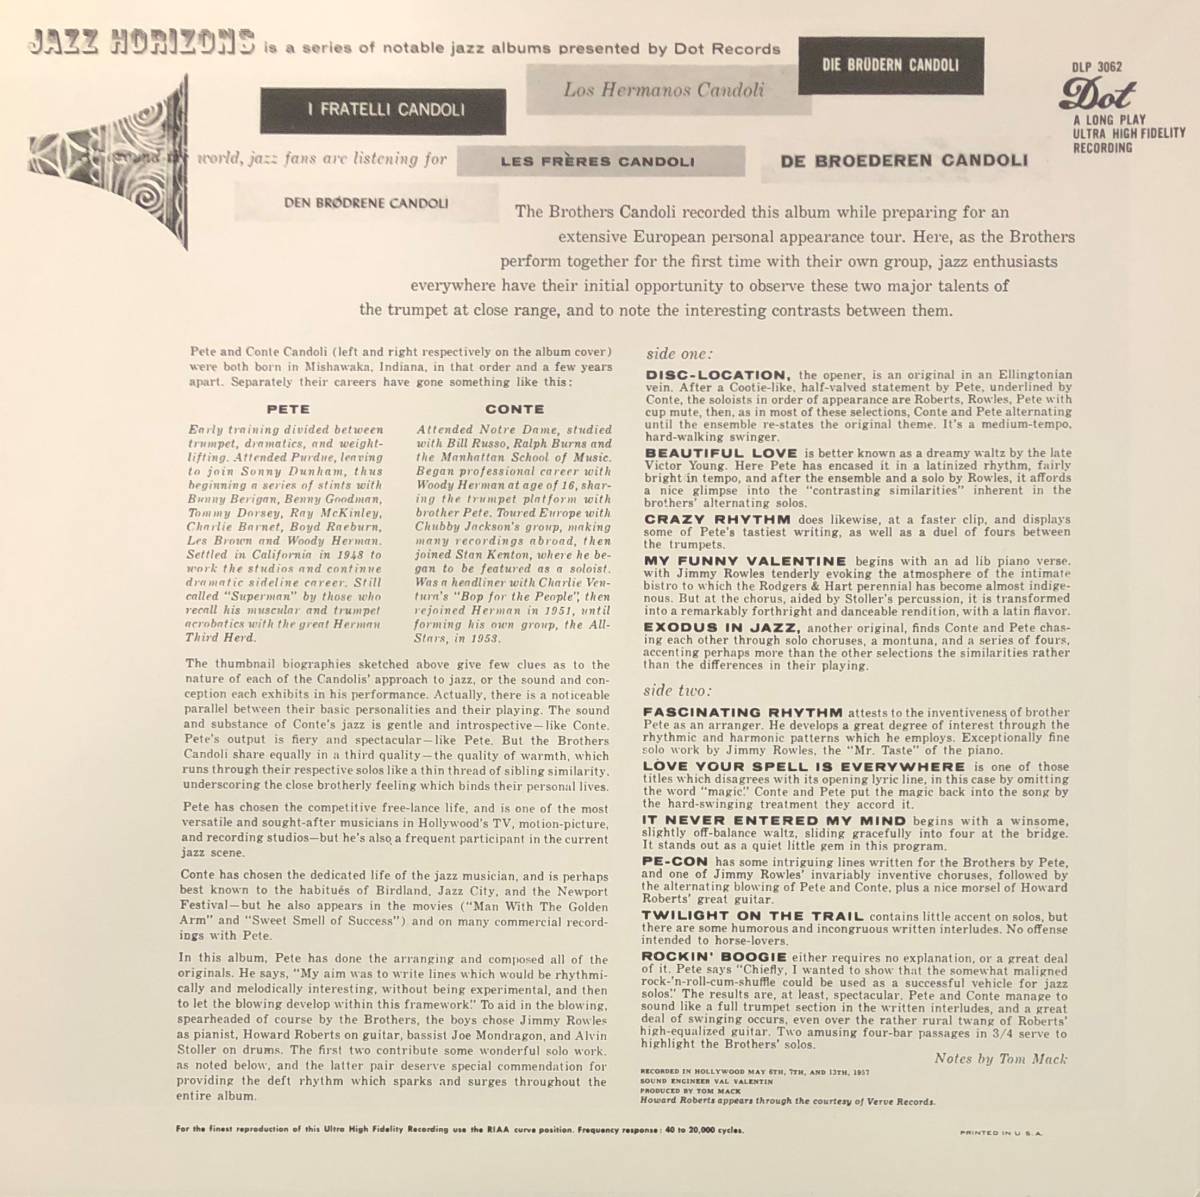 JAZZ HORIZONS is a series of notable jazz albums presented by Dot Records
DIE BRÜDERN CANDOLI
DLP 3062
Dot
A LONG PLAY
ULTRA HIGH FIDELITY
RECORDING
Los Hermanos Candoli
I FRATELLI CANDOLI
world, jazz fans are listening for
LES FRÈRES CANDOLI
DE BROEDEREN CANDOLI
DEN BRØDRENE CANDOLI
The Brothers Candoli recorded this album while preparing for an
extensive European personal appearance tour. Here, as the Brothers
perform together for the first time with their own group, jazz enthusiasts
everywhere have their initial opportunity to observe these two major talents of
the trumpet at close range, and to note the interesting contrasts between them.
Pete and Conte Candoli (left and right respectively on the album cover)
were both born in Mishawaka, Indiana, in that order and a few years
apart. Separately their careers have gone something like this:
PETE
Early training divided between
trumpet, dramatics, and weight-
lifting. Attended Purdue, leaving
to join Sonny Dunham, thus
beginning a series of stints with
Bunny Berigan, Benny Goodman,
Tommy Dorsey, Ray McKinley,
Charlie Barnet, Boyd Raeburn,
Les Brown and Woody Herman.
Settled in California in 1948 to
work the studios and continue
dramatic sideline career. Still
called "Superman" by those who
recall his muscular and trumpet
acrobatics with the great Herman
Third Herd.
CONTE
Attended Notre Dame, studied
with Bill Russo, Ralph Burns and
the Manhattan School of Music.
Began professional career with
Woody Herman at age of 16, shar-
ing the trumpet platform with
brother Pete. Toured Europe with
Chubby Jackson's group, making
many recordings abroad, then
joined Stan Kenton, where he be-
gan to be featured as a soloist.
Was a headliner with Charlie Ven-
tura's "Bop for the People", then
rejoined Herman in 1951, until
forming his own group, the All-
Stars, in 1953.
The thumbnail biographies sketched above give few clues as to the
nature of each of the Candolis' approach to jazz, or the sound and con-
ception each exhibits in his performance. Actually, there is a noticeable
parallel between their basic personalities and their playing. The sound
and substance of Conte's jazz is gentle and introspective—like Conte.
Pete's output is fiery and spectacular—like Pete. But the Brothers
Candoli share equally in a third quality—the quality of warmth, which
runs through their respective solos like a thin thread of sibling similarity,
underscoring the close brotherly feeling which binds their personal lives.
Pete has chosen the competitive free-lance life, and is one of the most
versatile and sought-after musicians in Hollywood's TV, motion-picture,
and recording studios—but he's also a frequent participant in the current
jazz scene.
Conte has chosen the dedicated life of the jazz musician, and is perhaps
best known to the habitués of Birdland, Jazz City, and the Newport
Festival—but he also appears in the movies ("Man With The Golden
Arm" and "Sweet Smell of Success") and on many commercial record-
ings with Pete.
In this album, Pete has done the arranging and composed all of the
originals. He says, "My aim was to write lines which would be rhythmi-
cally and melodically interesting, without being experimental, and then
to let the blowing develop within this framework." To aid in the blowing,
spearheaded of course by the Brothers, the boys chose Jimmy Rowles
as pianist, Howard Roberts on guitar, bassist Joe Mondragon, and Alvin
Stoller on drums. The first two contribute some wonderful solo work,
as noted below, and the latter pair deserve special commendation for
providing the deft rhythm which sparks and surges throughout the
entire album.
side one:
DISC-LOCATION, the opener, is an original in an Ellingtonian
vein. After a Cootie-like, half-valved statement by Pete, underlined by
Conte, the soloists in order of appearance are Roberts, Rowles, Pete with
cup mute, then, as in most of these selections, Conte and Pete alternating
until the ensemble re-states the original theme. It's a medium-tempo,
hard-walking swinger.
BEAUTIFUL LOVE is better known as a dreamy waltz by the late
Victor Young. Here Pete has encased it in a latinized rhythm, fairly
bright in tempo, and after the ensemble and a solo by Rowles, it affords
a nice glimpse into the "contrasting similarities" inherent in the
brothers' alternating solos.
CRAZY RHYTHM does likewise, at a faster clip, and displays
some of Pete's tastiest writing, as well as a duel of fours between
the trumpets.
MY FUNNY VALENTINE begins with an ad lib piano verse,
with Jimmy Rowles tenderly evoking the atmosphere of the intimate
bistro to which the Rodgers & Hart perennial has become almost indige-
nous. But at the chorus, aided by Stoller's percussion, it is transformed
into a remarkably forthright and danceable rendition, with a latin flavor.
EXODUS IN JAZZ, another original, finds Conte and Pete chas-
ing each other through solo choruses, a montuna, and a series of fours,
accenting perhaps more than the other selections the similarities rather
than the differences in their playing.
side two:
FASCINATING RHYTHM attests to the inventiveness of brother
Pete as an arranger. He develops a great degree of interest through the
rhythmic and harmonic patterns which he employs. Exceptionally fine
solo work by Jimmy Rowles, the "Mr. Taste" of the piano.
LOVE YOUR SPELL IS EVERYWHERE is one of those
titles which disagrees with its opening lyric line, in this case by omitting
the word "magic." Conte and Pete put the magic back into the song by
the hard-swinging treatment they accord it.
IT NEVER ENTERED MY MIND begins with a winsome,
slightly off-balance waltz, sliding gracefully into four at the bridge.
It stands out as a quiet little gem in this program.
PE-CON has some intriguing lines written for the Brothers by Pete,
and one of Jimmy Rowles' invariably inventive choruses, followed by
the alternating blowing of Pete and Conte, plus a nice morsel of Howard
Roberts' great guitar.
TWILIGHT ON THE TRAIL contains little accent on solos, but
there are some humorous and incongruous written interludes. No offense
intended to horse-lovers.
ROCKIN' BOOGIE either requires no explanation, or a great deal
of it. Pete says "Chiefly, I wanted to show that the somewhat maligned
rock-'n-roll-cum-shuffle could be used as a successful vehicle for jazz
solos." The results are, at least, spectacular. Pete and Conte manage to
sound like a full trumpet section in the written interludes, and a great
deal of swinging occurs, even over the rather rural twang of Roberts'
high-equalized guitar. Two amusing four-bar passages in 3/4 serve to
highlight the Brothers' solos.
Notes by Tom Mack
RECORDED IN HOLLYWOOD MAY 6TH, 7TH, AND 13TH, 1957
SOUND ENGINEER VAL VALENTIN
PRODUCED BY TOM MACK
Howard Roberts appears through the courtesy of Verve Records.
For the finest reproduction of this Ultra High Fidelity Recording use the RIAA curve position. Frequency response: 40 to 20,000 cycles.
PRINTED IN U.S.A.